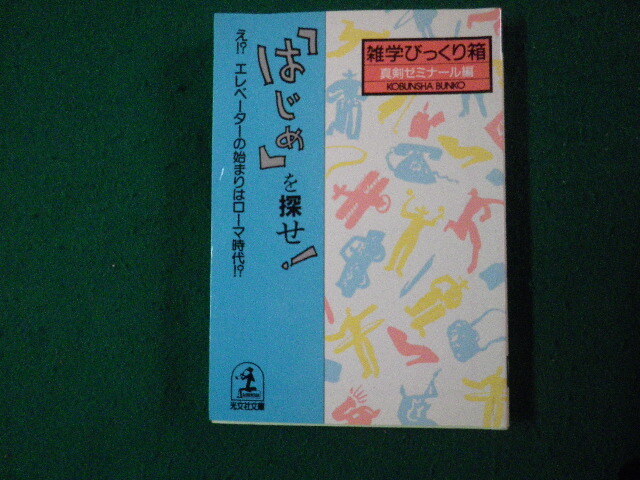 雑学びっくり箱
真剣ゼミナール編
KOBUNSHA BUNKO
「はじめ」を探せ!
え!? エレベーターの始まりはローマ時代!?
光文社文庫